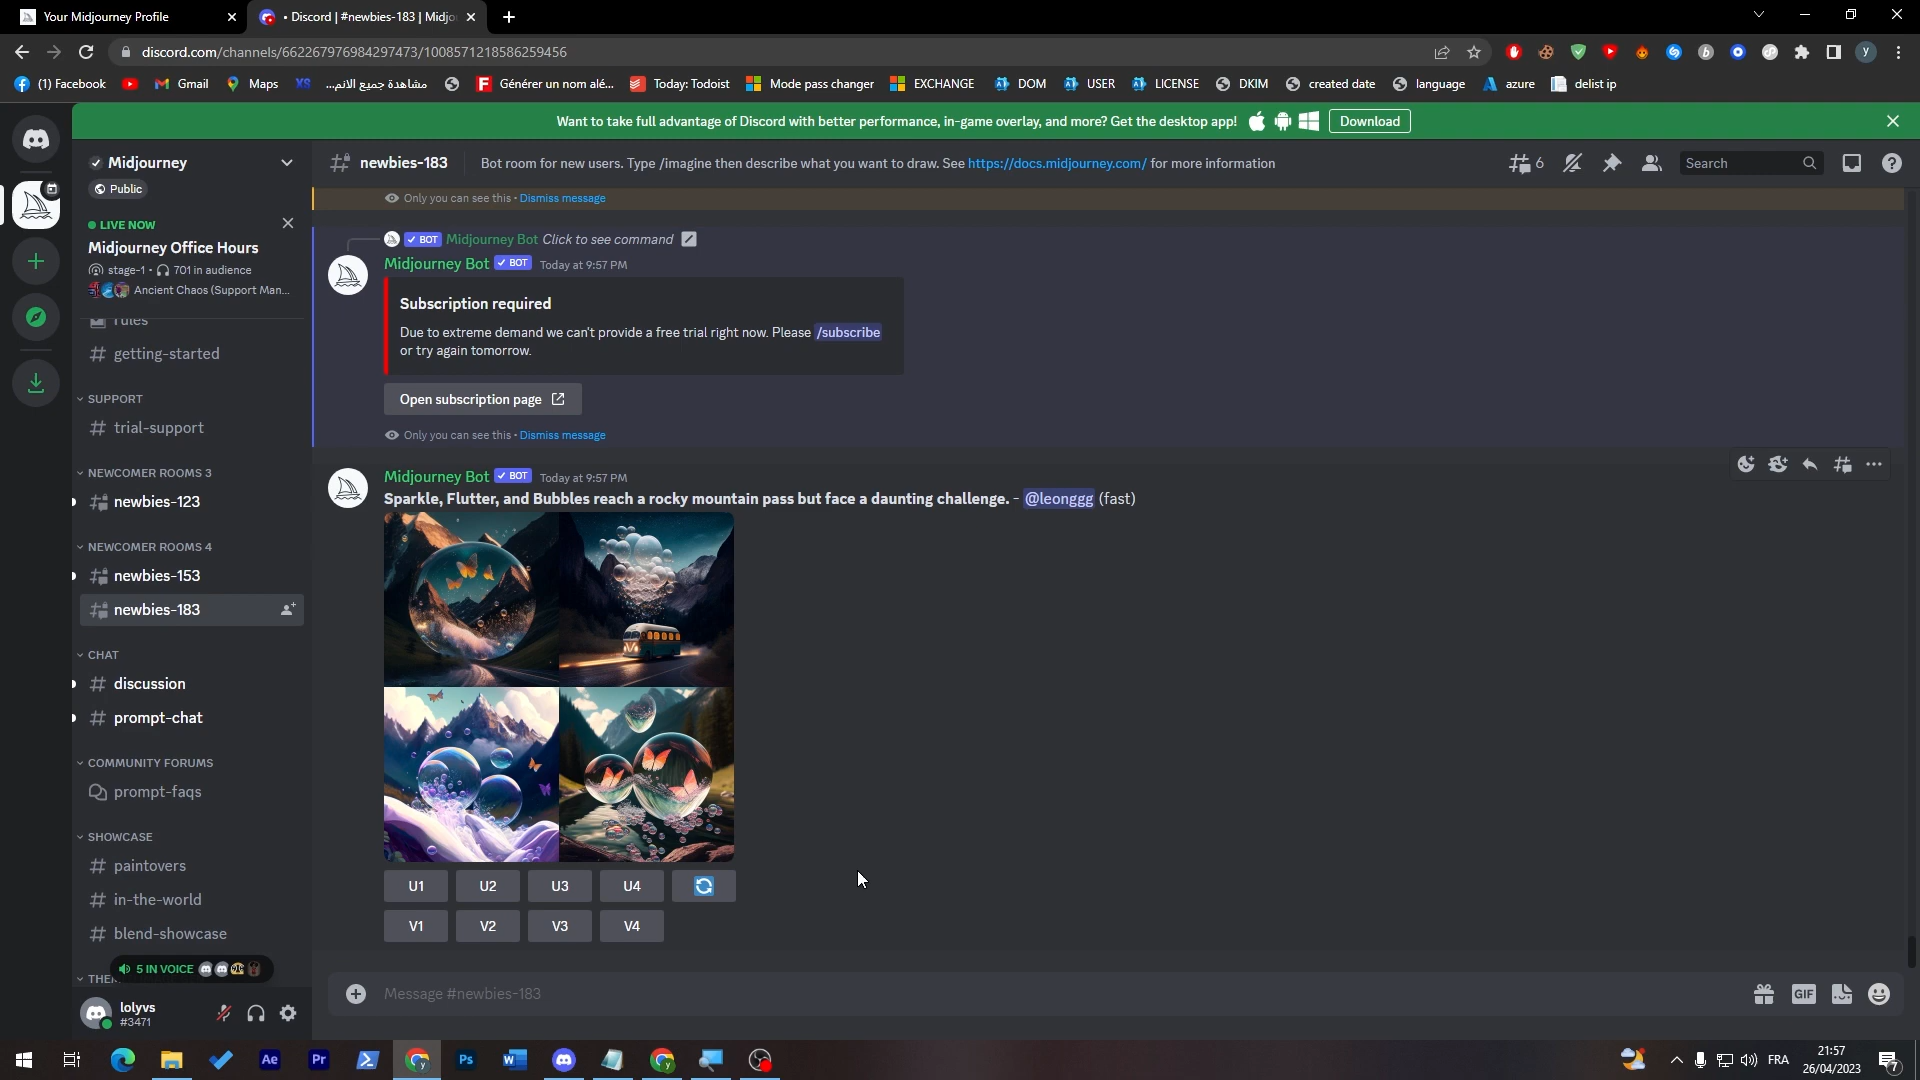 Your Midjourney Profile
• Discord | #newbies-183 | Midjo
discord.com/channels/662267976984297473/1008571218586259456
y
(1) Facebook
Gmail
Maps
XS
مشاهدة جميع الانم...
Générer un nom alé...
Today: Todoist
Mode pass changer
EXCHANGE
DOM
USER
LICENSE
DKIM
created date
language
azure
delist ip
Want to take full advantage of Discord with better performance, in-game overlay, and more? Get the desktop app!
Download
Midjourney
Public
LIVE NOW
Midjourney Office Hours
stage-1 • 701 in audience
Ancient Chaos (Support Man...
rules
getting-started
SUPPORT
trial-support
NEWCOMER ROOMS 3
newbies-123
NEWCOMER ROOMS 4
newbies-153
newbies-183
CHAT
discussion
prompt-chat
COMMUNITY FORUMS
prompt-faqs
SHOWCASE
paintovers
in-the-world
blend-showcase
5 IN VOICE
THE
lolyvs
#3471
newbies-183
Bot room for new users. Type /imagine then describe what you want to draw. See https://docs.midjourney.com/ for more information
6
Search
Only you can see this • Dismiss message
BOT Midjourney Bot Click to see command
Midjourney Bot BOT Today at 9:57 PM
Subscription required
Due to extreme demand we can't provide a free trial right now. Please /subscribe
or try again tomorrow.
Open subscription page
Only you can see this • Dismiss message
Midjourney Bot BOT Today at 9:57 PM
Sparkle, Flutter, and Bubbles reach a rocky mountain pass but face a daunting challenge. - @leonggg (fast)
U1
U2
U3
U4
V1
V2
V3
V4
Message #newbies-183
GIF
Ae
Pr
Ps
FRA
21:57
26/04/2023
7